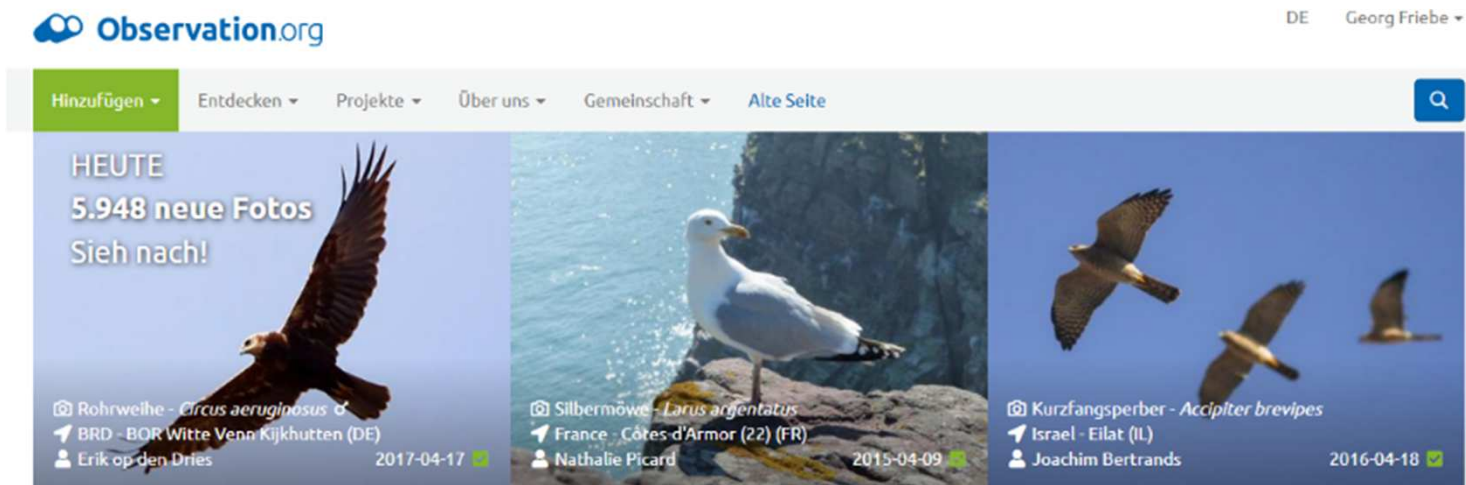 Observation.org
DE Georg Friebe
Hinzufügen Entdecken Projekte Über uns Gemeinschaft Alte Seite
HEUTE
5.948 neue Fotos
Sieh nach!
Rohrweihe - Circus aeruginosus ♂
BRD - BOR Witte Venn Kijkhutten (DE)
Erik op den Dries 2017-04-17
Silbermöwe - Larus argentatus
France - Côtes-d'Armor (22) (FR)
Nathalie Picard 2015-04-09
Kurzfangsperber - Accipiter brevipes
Israel - Eilat (IL)
Joachim Bertrands 2016-04-18